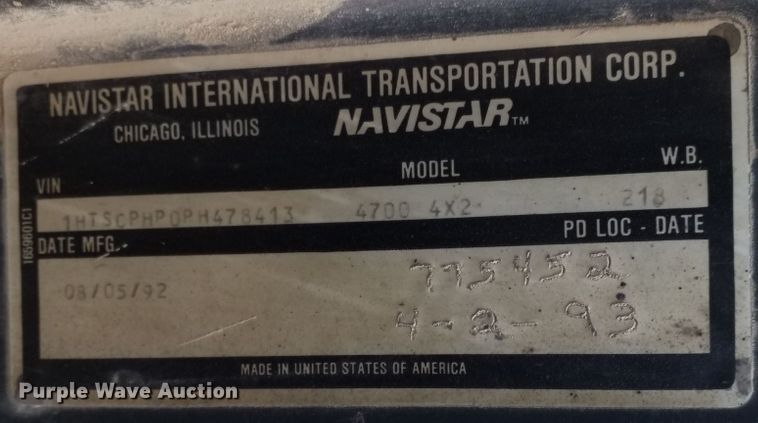 NAVISTAR INTERNATIONAL TRANSPORTATION CORP.
CHICAGO, ILLINOIS NAVISTAR™
VIN MODEL W.B.
1HTSCPHP0PH478413 4700 4X2 218
DATE MFG. PD LOC - DATE
08/05/92 775452
4-2-93
MADE IN UNITED STATES OF AMERICA
1659601C1
Purple Wave Auction